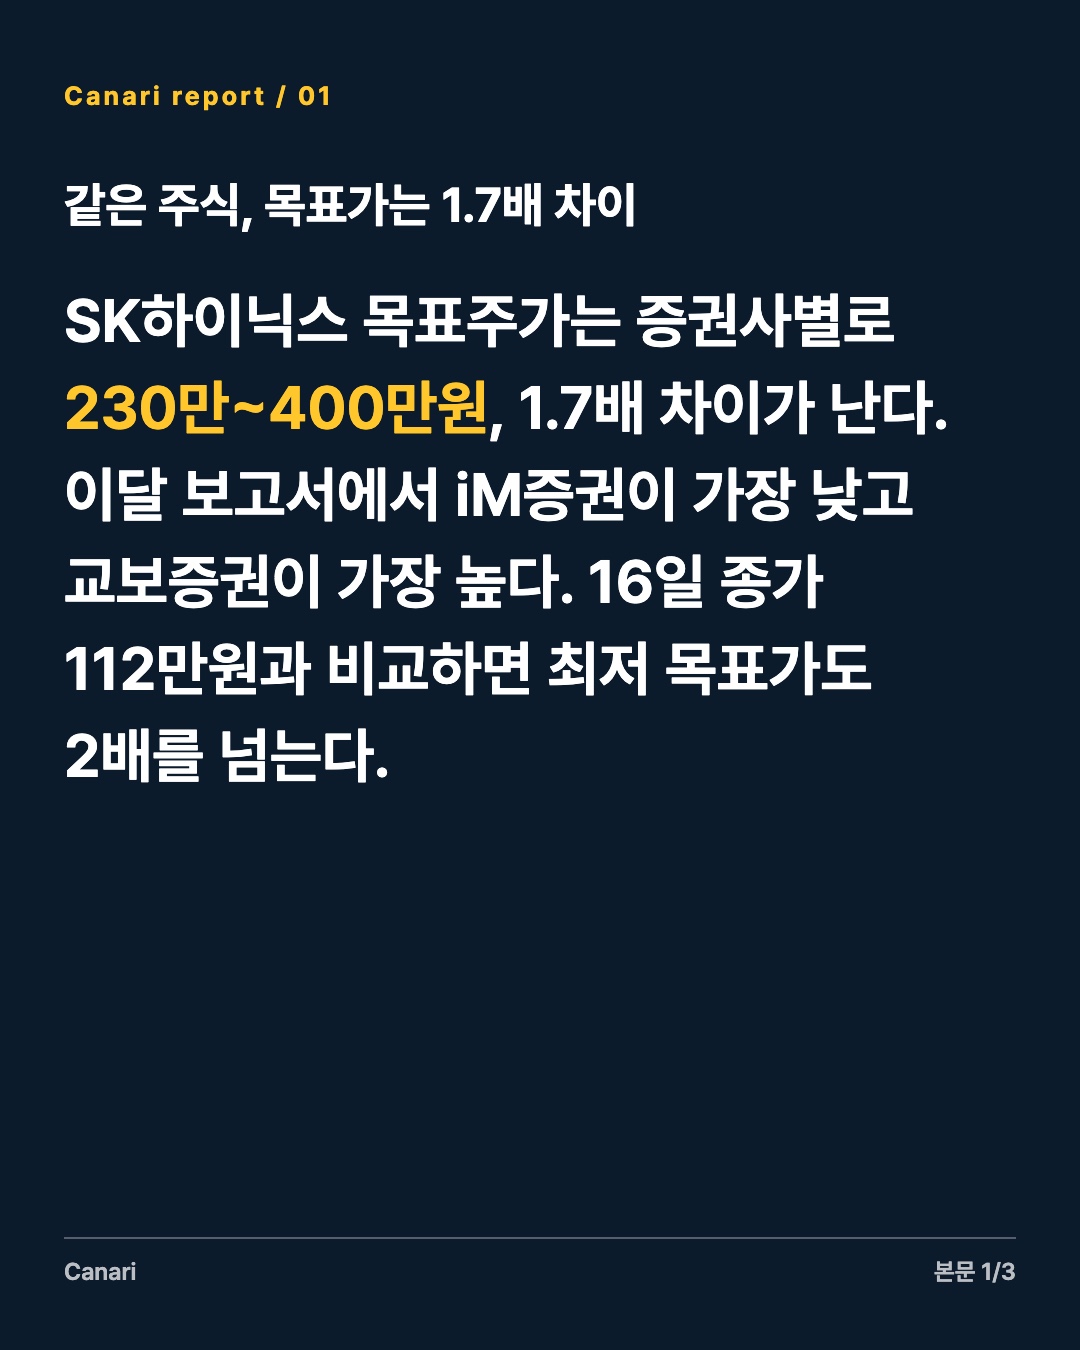 Canari report / 01
같은 주식, 목표가는 1.7배 차이
SK하이닉스 목표주가는 증권사별로
230만~400만원, 1.7배 차이가 난다.
이달 보고서에서 iM증권이 가장 낮고
교보증권이 가장 높다. 16일 종가
112만원과 비교하면 최저 목표가도
2배를 넘는다.
Canari
본문 1/3